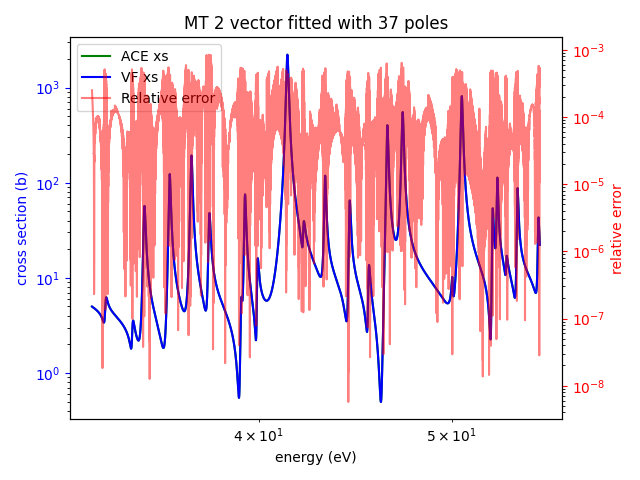 MT 2 vector fitted with 37 poles
ACE xs
VF xs
Relative error
cross section (b)
10³
10²
10¹
10⁰
10⁻³
10⁻⁴
10⁻⁵
10⁻⁶
10⁻⁷
10⁻⁸
relative error
4 × 10¹
5 × 10¹
energy (eV)